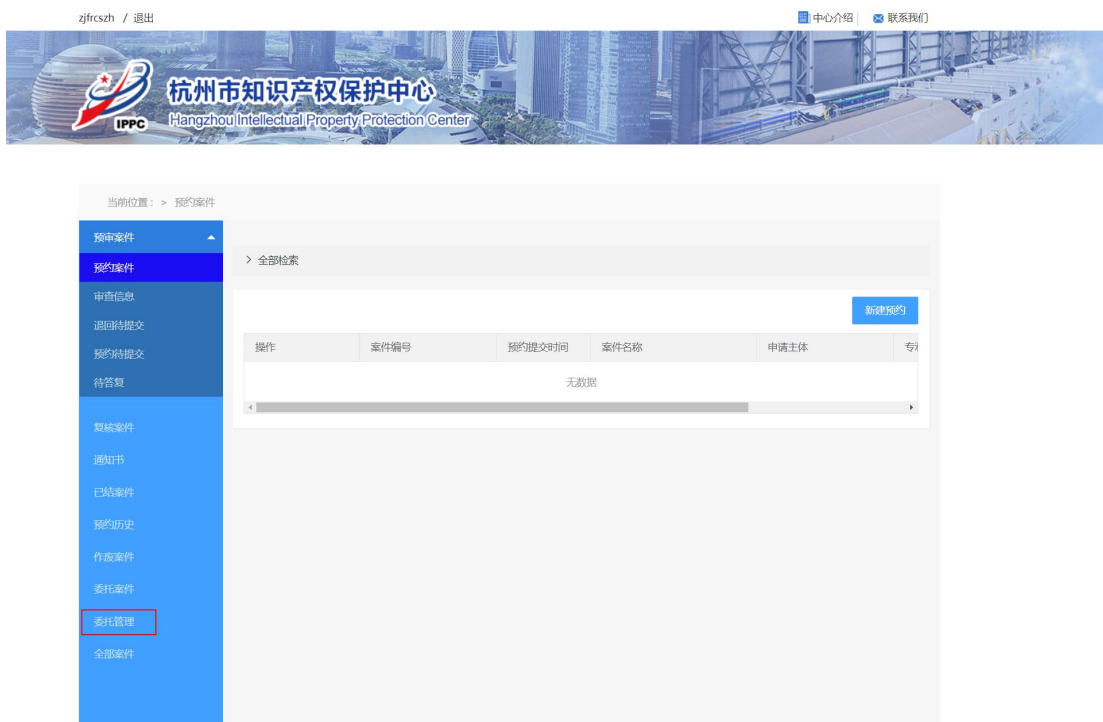 zjfrcszh / 退出
中心介绍 联系我们
杭州市知识产权保护中心
IPPC
Hangzhou Intellectual Property Protection Center
当前位置: > 预约案件
预审案件
预约案件
审查信息
退回待提交
预约待提交
待答复
复核案件
通知书
已结案件
预约历史
作废案件
委托案件
委托管理
全部案件
> 全部检索
新建预约
操作 案件编号 预约提交时间 案件名称 申请主体 专
无数据